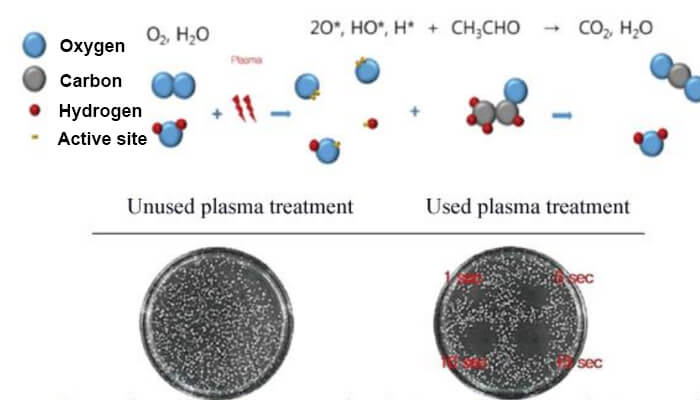 O₂, H₂O
2O*, HO*, H* + CH₃CHO → CO₂, H₂O
Oxygen
Carbon
Hydrogen
Active site
Plasma
+
+
Unused plasma treatment
Used plasma treatment
1 sec
5 sec
10 sec
15 sec